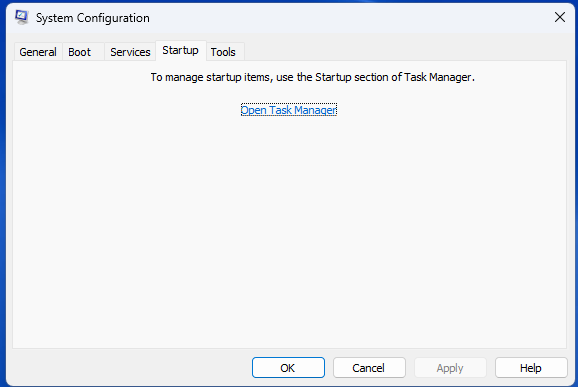 System Configuration
General Boot Services Startup Tools
To manage startup items, use the Startup section of Task Manager.
Open Task Manager
OK Cancel Apply Help